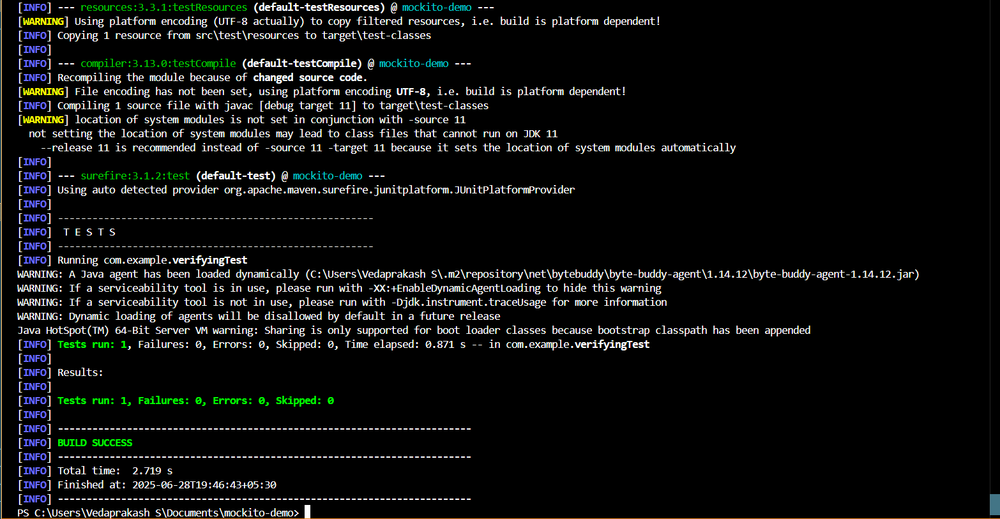 [INFO] --- resources:3.3.1:testResources (default-testResources) @ mockito-demo ---
[WARNING] Using platform encoding (UTF-8 actually) to copy filtered resources, i.e. build is platform dependent!
[INFO] Copying 1 resource from src\test\resources to target\test-classes
[INFO]
[INFO] --- compiler:3.13.0:testCompile (default-testCompile) @ mockito-demo ---
[INFO] Recompiling the module because of changed source code.
[WARNING] File encoding has not been set, using platform encoding UTF-8, i.e. build is platform dependent!
[INFO] Compiling 1 source file with javac [debug target 11] to target\test-classes
[WARNING] location of system modules is not set in conjunction with -source 11
  not setting the location of system modules may lead to class files that cannot run on JDK 11
    --release 11 is recommended instead of -source 11 -target 11 because it sets the location of system modules automatically
[INFO]
[INFO] --- surefire:3.1.2:test (default-test) @ mockito-demo ---
[INFO] Using auto detected provider org.apache.maven.surefire.junitplatform.JUnitPlatformProvider
[INFO]
[INFO] -------------------------------------------------------
[INFO]  T E S T S
[INFO] -------------------------------------------------------
[INFO] Running com.example.verifyingTest
WARNING: A Java agent has been loaded dynamically (C:\Users\Vedaprakash S\.m2\repository\net\bytebuddy\byte-buddy-agent\1.14.12\byte-buddy-agent-1.14.12.jar)
WARNING: If a serviceability tool is in use, please run with -XX:+EnableDynamicAgentLoading to hide this warning
WARNING: If a serviceability tool is not in use, please run with -Djdk.instrument.traceUsage for more information
WARNING: Dynamic loading of agents will be disallowed by default in a future release
Java HotSpot(TM) 64-Bit Server VM warning: Sharing is only supported for boot loader classes because bootstrap classpath has been appended
[INFO] Tests run: 1, Failures: 0, Errors: 0, Skipped: 0, Time elapsed: 0.871 s -- in com.example.verifyingTest
[INFO]
[INFO] Results:
[INFO]
[INFO] Tests run: 1, Failures: 0, Errors: 0, Skipped: 0
[INFO]
[INFO] ------------------------------------------------------------------------
[INFO] BUILD SUCCESS
[INFO] ------------------------------------------------------------------------
[INFO] Total time:  2.719 s
[INFO] Finished at: 2025-06-28T19:46:43+05:30
[INFO] ------------------------------------------------------------------------
PS C:\Users\Vedaprakash S\Documents\mockito-demo>